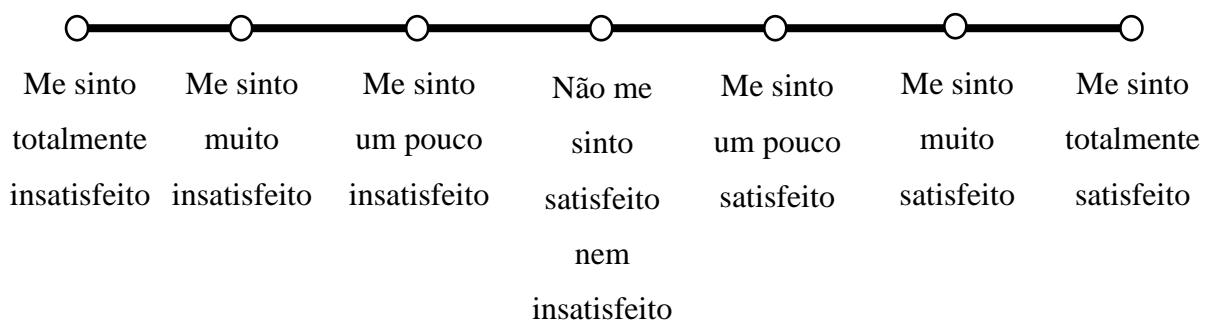 Me sinto
totalmente
insatisfeito
Me sinto
muito
insatisfeito
Me sinto
um pouco
insatisfeito
Não me
sinto
satisfeito
nem
insatisfeito
Me sinto
um pouco
satisfeito
Me sinto
muito
satisfeito
Me sinto
totalmente
satisfeito